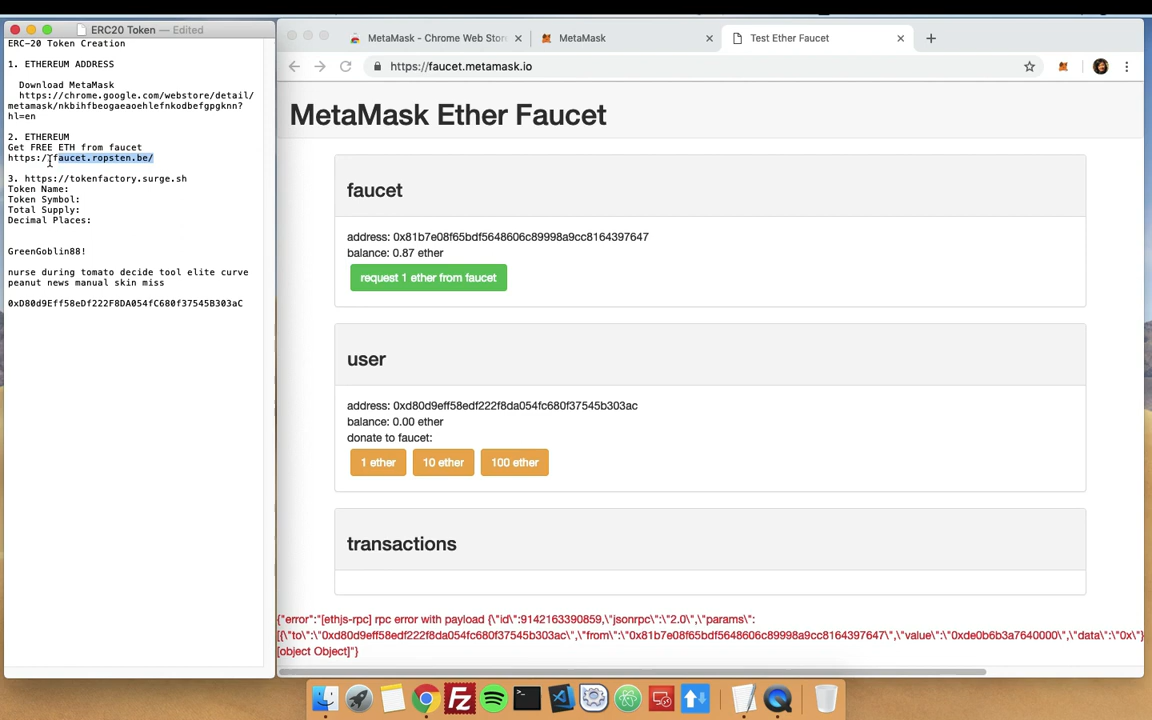 ERC20 Token — Edited
ERC-20 Token Creation
1. ETHEREUM ADDRESS
Download MetaMask
https://chrome.google.com/webstore/detail/
metamask/nkbihfbeogaeaoehlefnkodbefgpgknn?
hl=en
2. ETHEREUM
Get FREE ETH from faucet
https://faucet.ropsten.be/
3. https://tokenfactory.surge.sh
Token Name:
Token Symbol:
Total Supply:
Decimal Places:
GreenGoblin88!
nurse during tomato decide tool elite curve
peanut news manual skin miss
0xD80d9Eff58eDf222F8DA054fC680f37545B303aC
MetaMask - Chrome Web Stor
MetaMask
Test Ether Faucet
https://faucet.metamask.io
MetaMask Ether Faucet
faucet
address: 0x81b7e08f65bdf5648606c89998a9cc8164397647
balance: 0.87 ether
request 1 ether from faucet
user
address: 0xd80d9eff58edf222f8da054fc680f37545b303ac
balance: 0.00 ether
donate to faucet:
1 ether
10 ether
100 ether
transactions
{"error":"[ethjs-rpc] rpc error with payload {\"id\":9142163390859,\"jsonrpc\":\"2.0\",\"params\":
[{\"to\":\"0xd80d9eff58edf222f8da054fc680f37545b303ac\",\"from\":\"0x81b7e08f65bdf5648606c89998a9cc8164397647\",\"value\":\"0xde0b6b3a7640000\",\"data\":\"0x\"}
[object Object]"}